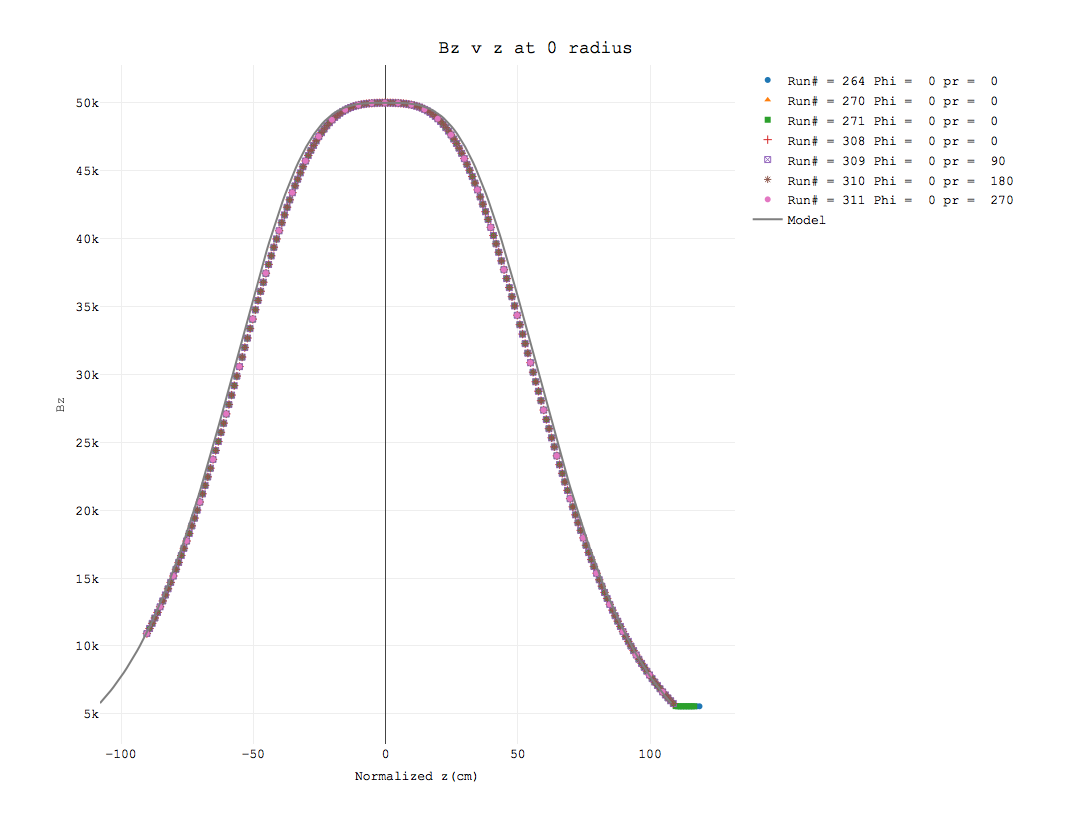 Bz v z at 0 radius
Run# = 264 Phi =  0 pr =  0
Run# = 270 Phi =  0 pr =  0
Run# = 271 Phi =  0 pr =  0
Run# = 308 Phi =  0 pr =  0
Run# = 309 Phi =  0 pr =  90
Run# = 310 Phi =  0 pr =  180
Run# = 311 Phi =  0 pr =  270
Model
50k
45k
40k
35k
30k
25k
20k
15k
10k
5k
Bz
−100 −50 0 50 100
Normalized z(cm)